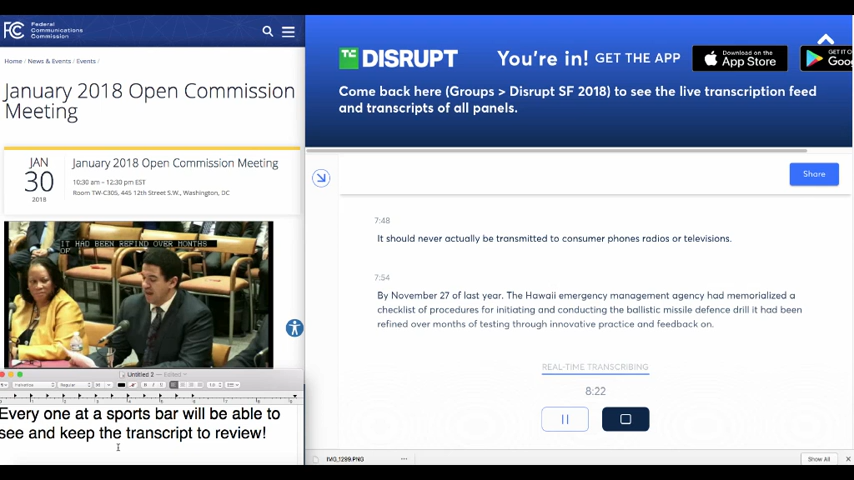 FCC Federal
Communications
Commission
Home / News & Events / Events /
January 2018 Open Commission
Meeting
JAN
30
2018
January 2018 Open Commission Meeting
10:30 am - 12:30 pm EST
Room TW-C305, 445 12th Street S.W., Washington, DC
IT HAD BEEN REFIND OVER MONTHS
OF
Untitled 2 — Edited
Helvetica Regular
Every one at a sports bar will be able to
see and keep the transcript to review!
TC DISRUPT
You're in! GET THE APP
Download on the
App Store
GET IT O
Goo
Come back here (Groups > Disrupt SF 2018) to see the live transcription feed
and transcripts of all panels.
Share
7:48
It should never actually be transmitted to consumer phones radios or televisions.
7:54
By November 27 of last year. The Hawaii emergency management agency had memorialized a
checklist of procedures for initiating and conducting the ballistic missile defence drill it had been
refined over months of testing through innovative practice and feedback on.
REAL-TIME TRANSCRIBING
8:22
IMG_1289.PNG
Show All